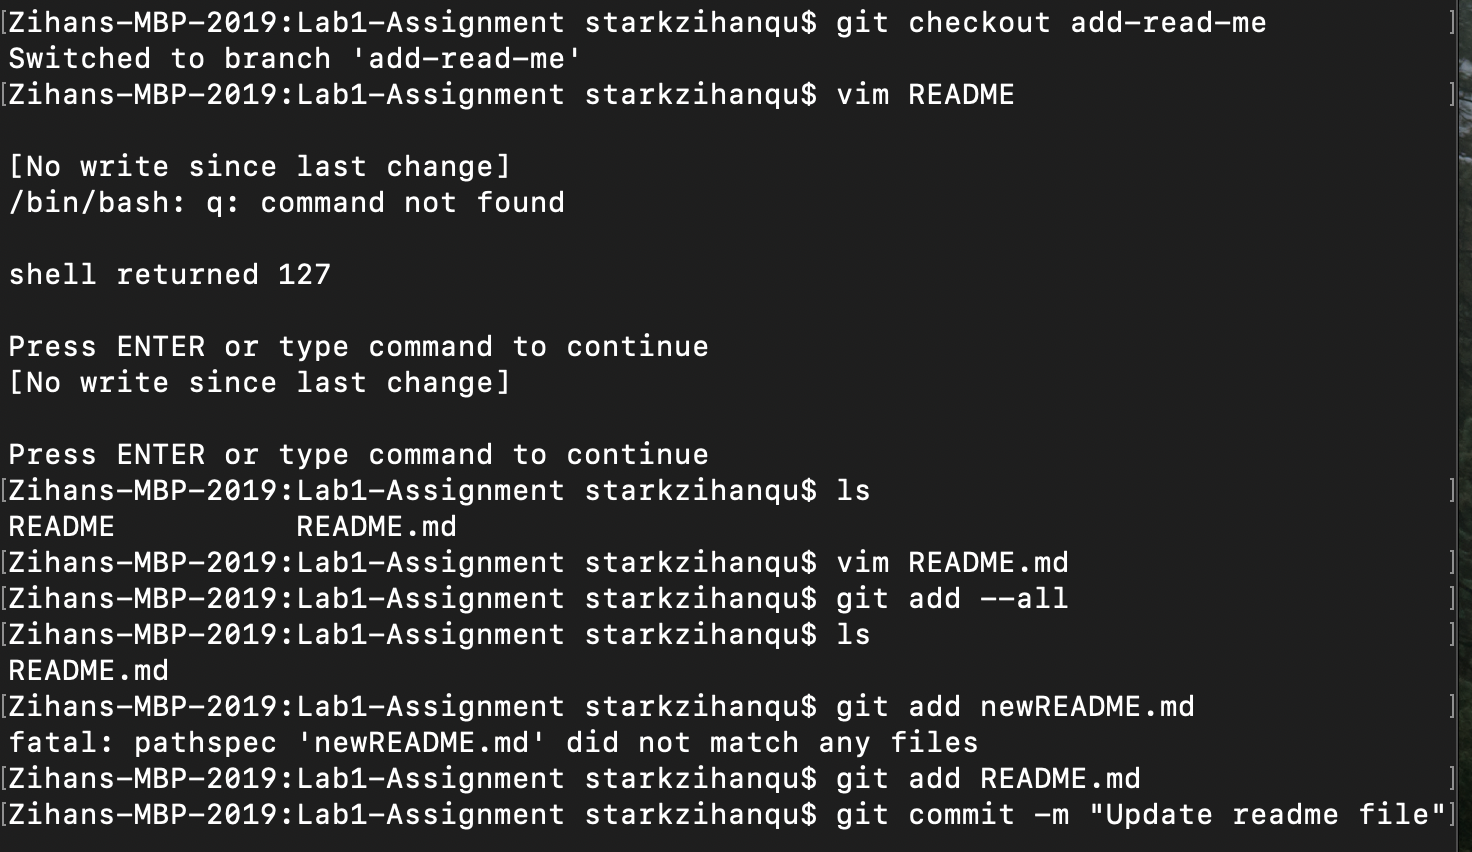 [Zihans-MBP-2019:Lab1-Assignment starkzihanqu$ git checkout add-read-me ]
Switched to branch 'add-read-me'
[Zihans-MBP-2019:Lab1-Assignment starkzihanqu$ vim README ]
[No write since last change]
/bin/bash: q: command not found
shell returned 127
Press ENTER or type command to continue
[No write since last change]
Press ENTER or type command to continue
[Zihans-MBP-2019:Lab1-Assignment starkzihanqu$ ls ]
README README.md
[Zihans-MBP-2019:Lab1-Assignment starkzihanqu$ vim README.md ]
[Zihans-MBP-2019:Lab1-Assignment starkzihanqu$ git add --all ]
[Zihans-MBP-2019:Lab1-Assignment starkzihanqu$ ls ]
README.md
[Zihans-MBP-2019:Lab1-Assignment starkzihanqu$ git add newREADME.md ]
fatal: pathspec 'newREADME.md' did not match any files
[Zihans-MBP-2019:Lab1-Assignment starkzihanqu$ git add README.md ]
[Zihans-MBP-2019:Lab1-Assignment starkzihanqu$ git commit -m "Update readme file"]